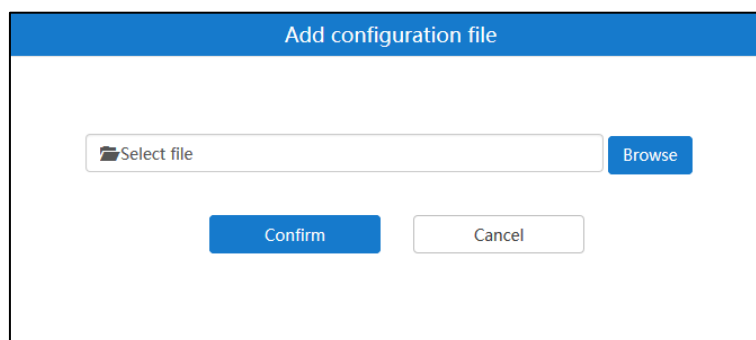 Add configuration file
Select file
Browse
Confirm
Cancel